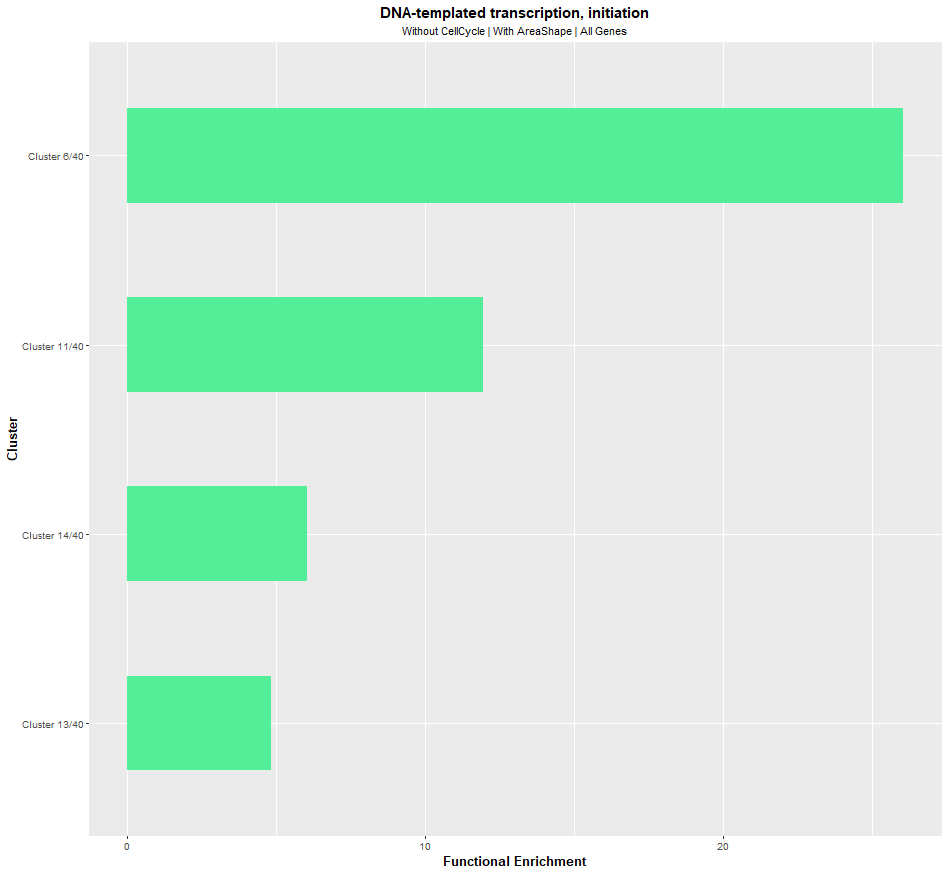 DNA-templated transcription, initiation
Without CellCycle | With AreaShape | All Genes
Cluster
Cluster 6/40
Cluster 11/40
Cluster 14/40
Cluster 13/40
0 10 20
Functional Enrichment